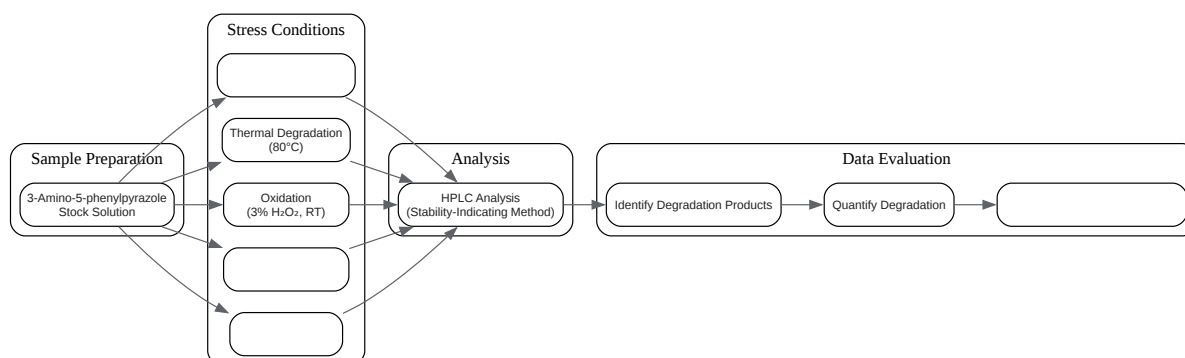 Stress Conditions
Thermal Degradation
(80°C)
Sample Preparation
3-Amino-5-phenylpyrazole
Stock Solution
Oxidation
(3% H₂O₂, RT)
Analysis
HPLC Analysis
(Stability-Indicating Method)
Data Evaluation
Identify Degradation Products
Quantify Degradation